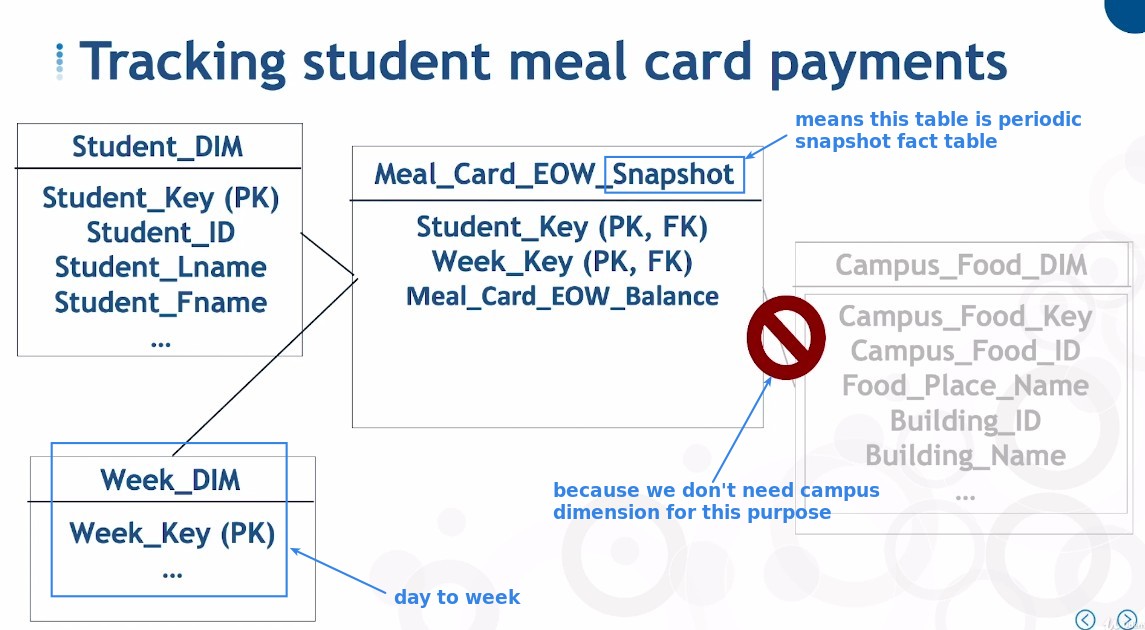 Tracking student meal card payments
means this table is periodic
snapshot fact table
Student_DIM
Student_Key (PK)
Student_ID
Student_Lname
Student_Fname
...
Meal_Card_EOW_Snapshot
Student_Key (PK, FK)
Week_Key (PK, FK)
Meal_Card_EOW_Balance
Campus_Food_DIM
Campus_Food_Key
Campus_Food_ID
Food_Place_Name
Building_ID
Building_Name
...
because we don't need campus
dimension for this purpose
Week_DIM
Week_Key (PK)
...
day to week